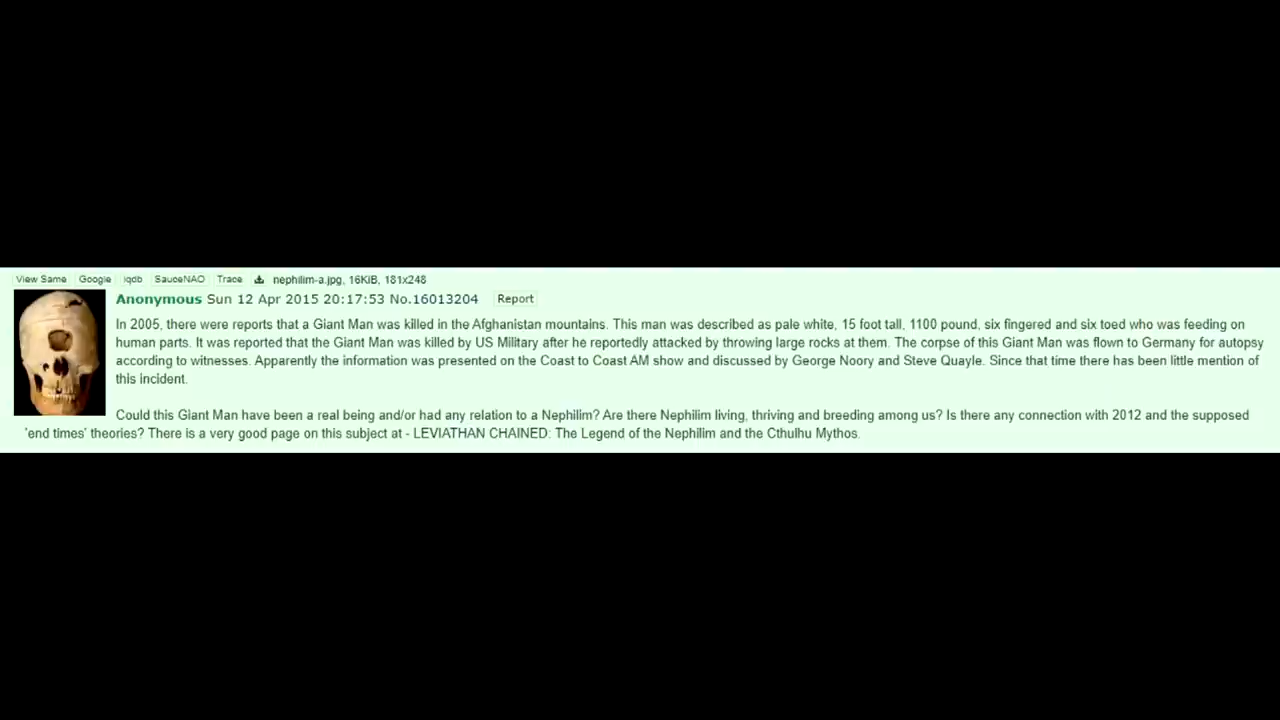 View Same Google iqdb SauceNAO Trace nephilim-a.jpg, 16KiB, 181x248
Anonymous Sun 12 Apr 2015 20:17:53 No.16013204 Report
In 2005, there were reports that a Giant Man was killed in the Afghanistan mountains. This man was described as pale white, 15 foot tall, 1100 pound, six fingered and six toed who was feeding on
human parts. It was reported that the Giant Man was killed by US Military after he reportedly attacked by throwing large rocks at them. The corpse of this Giant Man was flown to Germany for autopsy
according to witnesses. Apparently the information was presented on the Coast to Coast AM show and discussed by George Noory and Steve Quayle. Since that time there has been little mention of
this incident.
Could this Giant Man have been a real being and/or had any relation to a Nephilim? Are there Nephilim living, thriving and breeding among us? Is there any connection with 2012 and the supposed
'end times' theories? There is a very good page on this subject at - LEVIATHAN CHAINED: The Legend of the Nephilim and the Cthulhu Mythos.